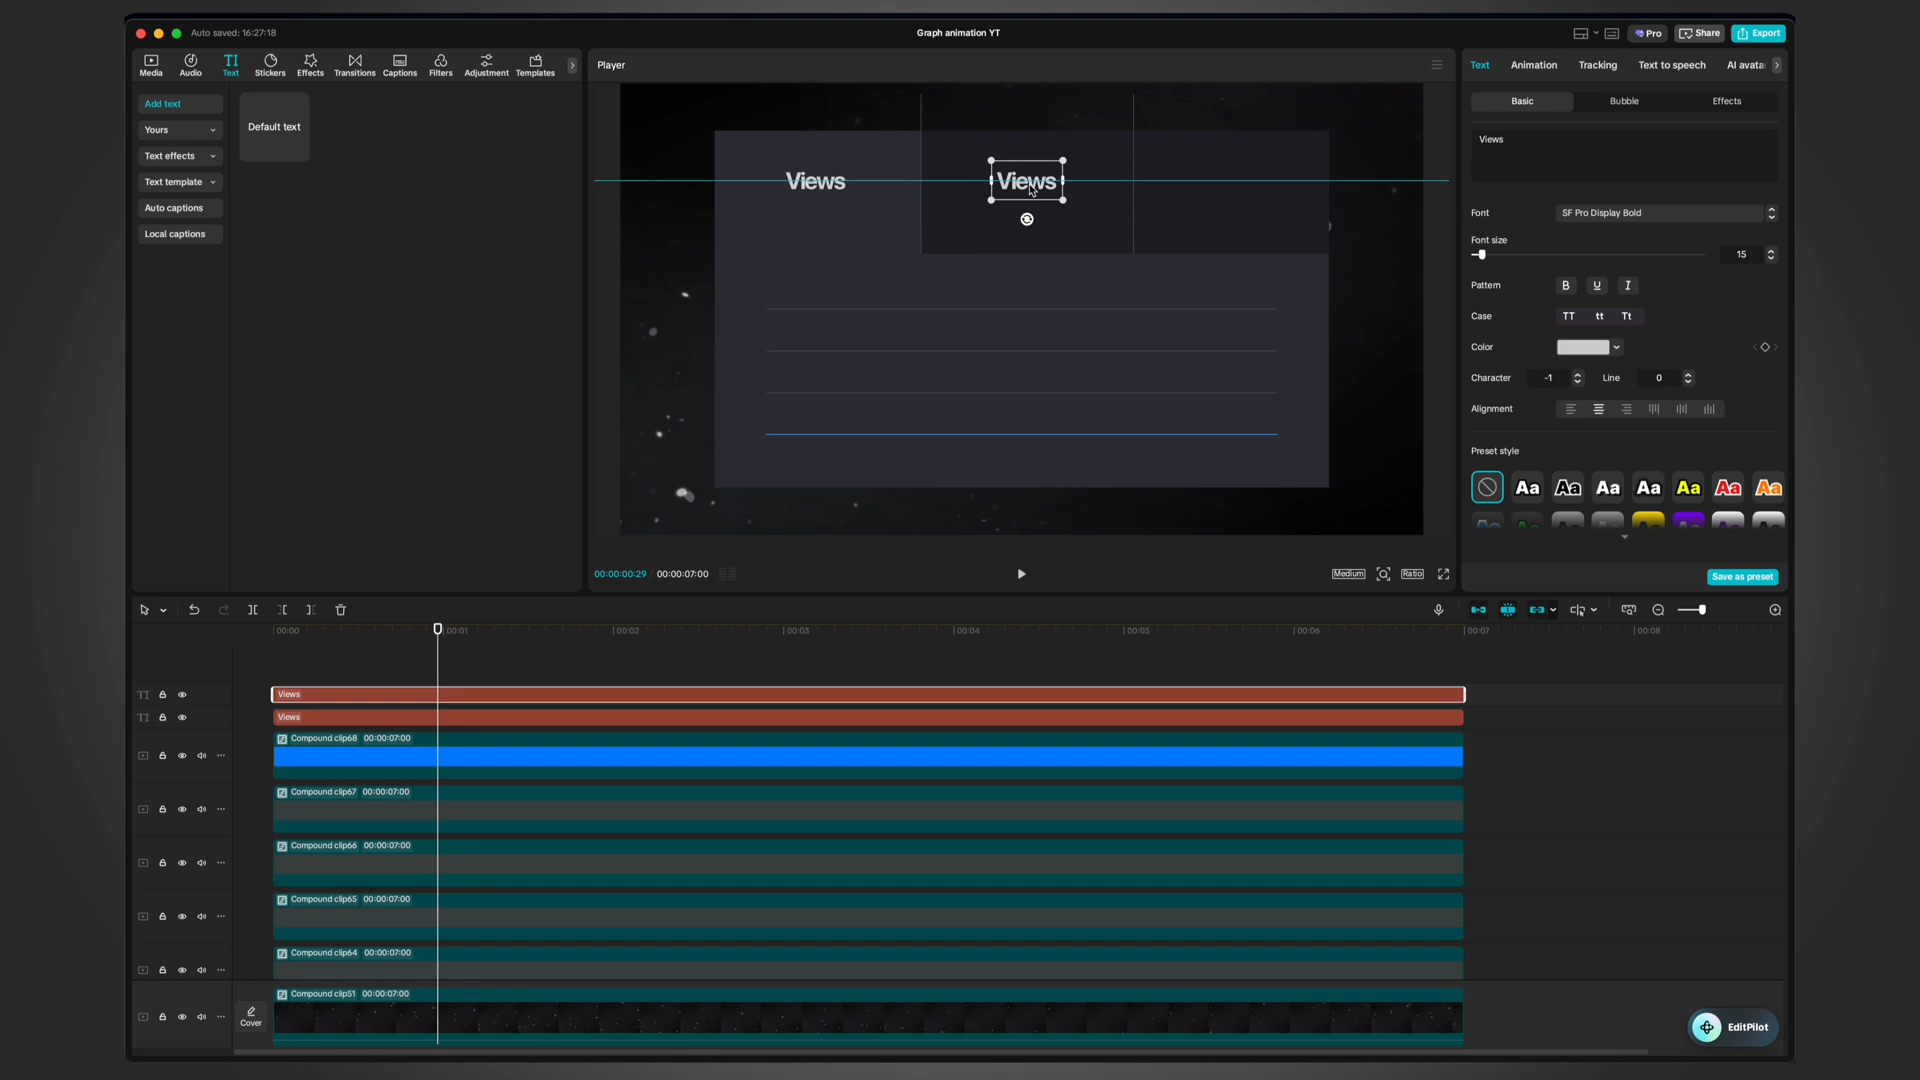 Auto saved: 16:27:18
Graph animation YT
Pro
Share
Export
Media
Audio
TI
Text
Stickers
Effects
Transitions
Captions
Filters
Adjustment
Templates
Player
Text
Animation
Tracking
Text to speech
AI avatar
Add text
Yours
Text effects
Text template
Auto captions
Local captions
Default text
Views
Views
Basic
Bubble
Effects
Views
Font
SF Pro Display Bold
Font size
15
Pattern
B
U
I
Case
TT
tt
Tt
Color
Character
-1
Line
0
Alignment
Preset style
Aa
Aa
Aa
Aa
Aa
Aa
Aa
Save as preset
00:00:00:29
00:00:07:00
Medium
Ratio
00:00
00:01
00:02
00:03
00:04
00:05
00:06
00:07
00:08
TI
Views
TI
Views
Compound clip68 00:00:07:00
Compound clip67 00:00:07:00
Compound clip66 00:00:07:00
Compound clip65 00:00:07:00
Compound clip64 00:00:07:00
Compound clip51 00:00:07:00
Cover
EditPilot